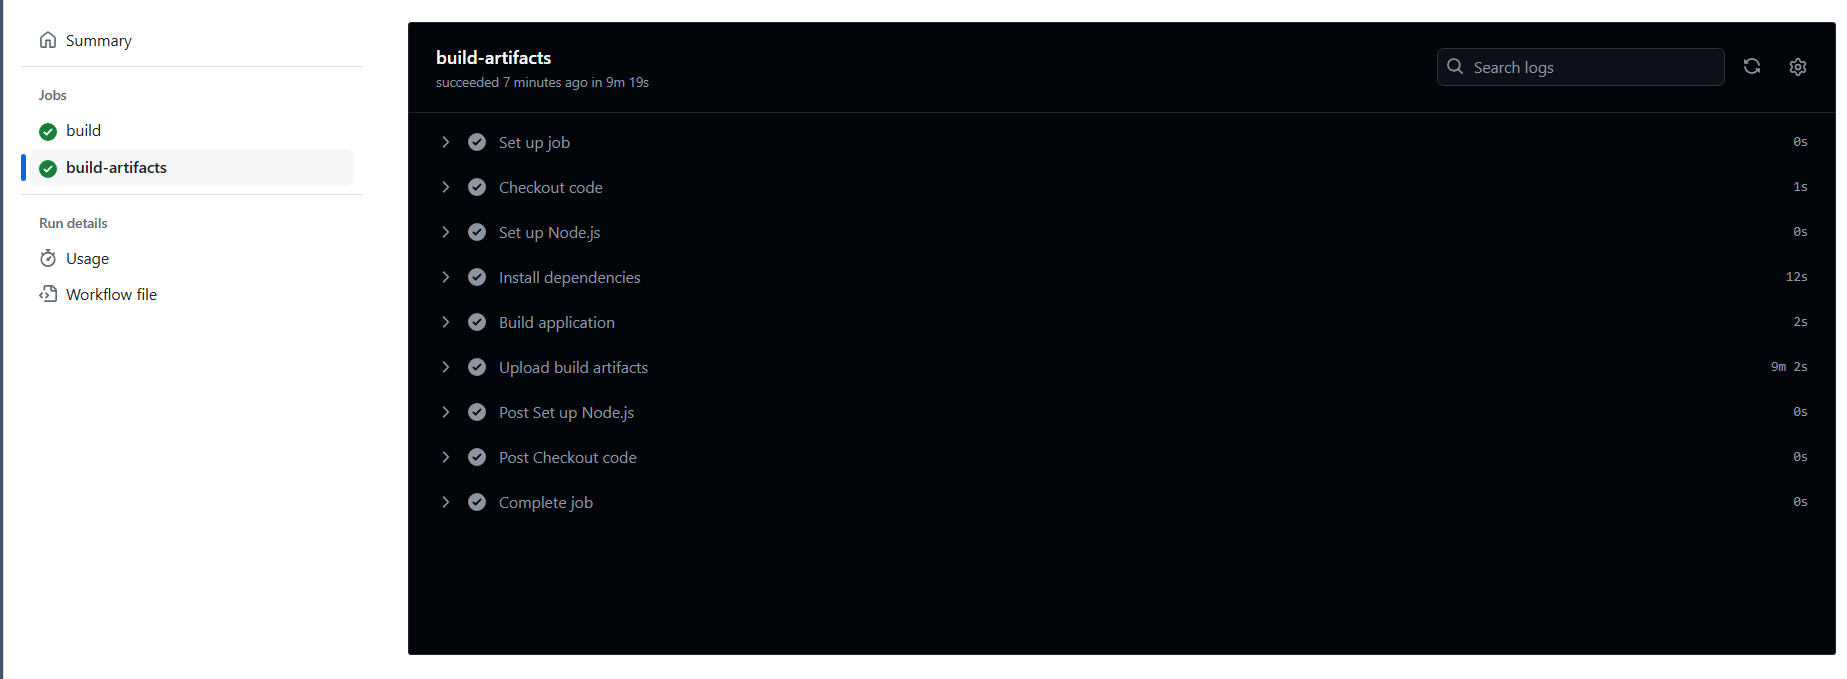 Summary
Jobs
build
build-artifacts
Run details
Usage
Workflow file
build-artifacts
succeeded 7 minutes ago in 9m 19s
Search logs
Set up job 0s
Checkout code 1s
Set up Node.js 0s
Install dependencies 12s
Build application 2s
Upload build artifacts 9m 2s
Post Set up Node.js 0s
Post Checkout code 0s
Complete job 0s